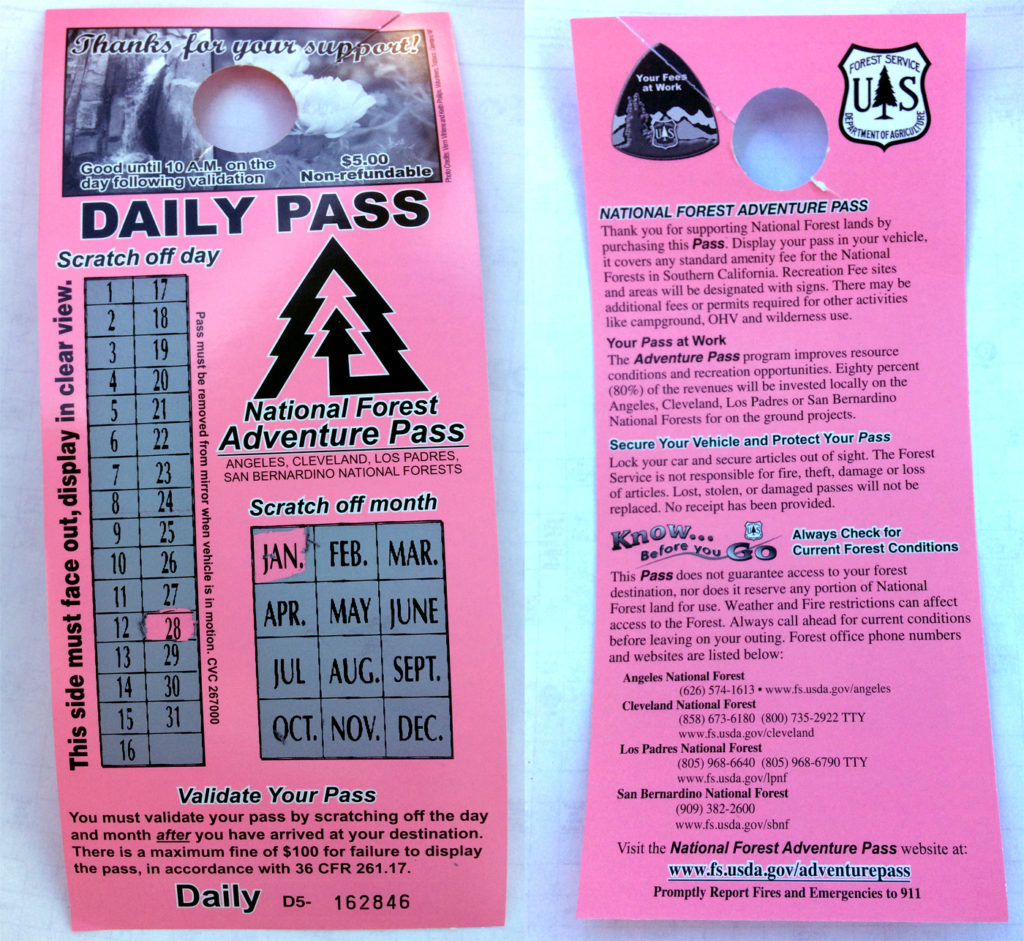 Thanks for your support!
Good until 10 A.M. on the
day following validation
$5.00
Non-refundable
DAILY PASS
Scratch off day
This side must face out, display in clear view.
1 17
2 18
3 19
4 20
5 21
6 22
7 23
8 24
9 25
10 26
11 27
12 28
13 29
14 30
15 31
16
Pass must be removed from mirror when vehicle is in motion. CVC 267000
National Forest
Adventure Pass
ANGELES, CLEVELAND, LOS PADRES,
SAN BERNARDINO NATIONAL FORESTS
Scratch off month
JAN. FEB. MAR.
APR. MAY JUNE
JUL AUG. SEPT.
OCT. NOV. DEC.
Validate Your Pass
You must validate your pass by scratching off the day
and month after you have arrived at your destination.
There is a maximum fine of $100 for failure to display
the pass, in accordance with 36 CFR 261.17.
Daily D5- 162846
Your Fees
at Work
US
FOREST SERVICE
US
DEPARTMENT OF AGRICULTURE
NATIONAL FOREST ADVENTURE PASS
Thank you for supporting National Forest lands by
purchasing this Pass. Display your pass in your vehicle,
it covers any standard amenity fee for the National
Forests in Southern California. Recreation Fee sites
and areas will be designated with signs. There may be
additional fees or permits required for other activities
like campground, OHV and wilderness use.
Your Pass at Work
The Adventure Pass program improves resource
conditions and recreation opportunities. Eighty percent
(80%) of the revenues will be invested locally on the
Angeles, Cleveland, Los Padres or San Bernardino
National Forests for on the ground projects.
Secure Your Vehicle and Protect Your Pass
Lock your car and secure articles out of sight. The Forest
Service is not responsible for fire, theft, damage or loss
of articles. Lost, stolen, or damaged passes will not be
replaced. No receipt has been provided.
Know...
Before you GO
Always Check for
Current Forest Conditions
This Pass does not guarantee access to your forest
destination, nor does it reserve any portion of National
Forest land for use. Weather and Fire restrictions can affect
access to the Forest. Always call ahead for current conditions
before leaving on your outing. Forest office phone numbers
and websites are listed below:
Angeles National Forest
(626) 574-1613 • www.fs.usda.gov/angeles
Cleveland National Forest
(858) 673-6180 (800) 735-2922 TTY
www.fs.usda.gov/cleveland
Los Padres National Forest
(805) 968-6640 (805) 968-6790 TTY
www.fs.usda.gov/lpnf
San Bernardino National Forest
(909) 382-2600
www.fs.usda.gov/sbnf
Visit the National Forest Adventure Pass website at:
www.fs.usda.gov/adventurepass
Promptly Report Fires and Emergencies to 911